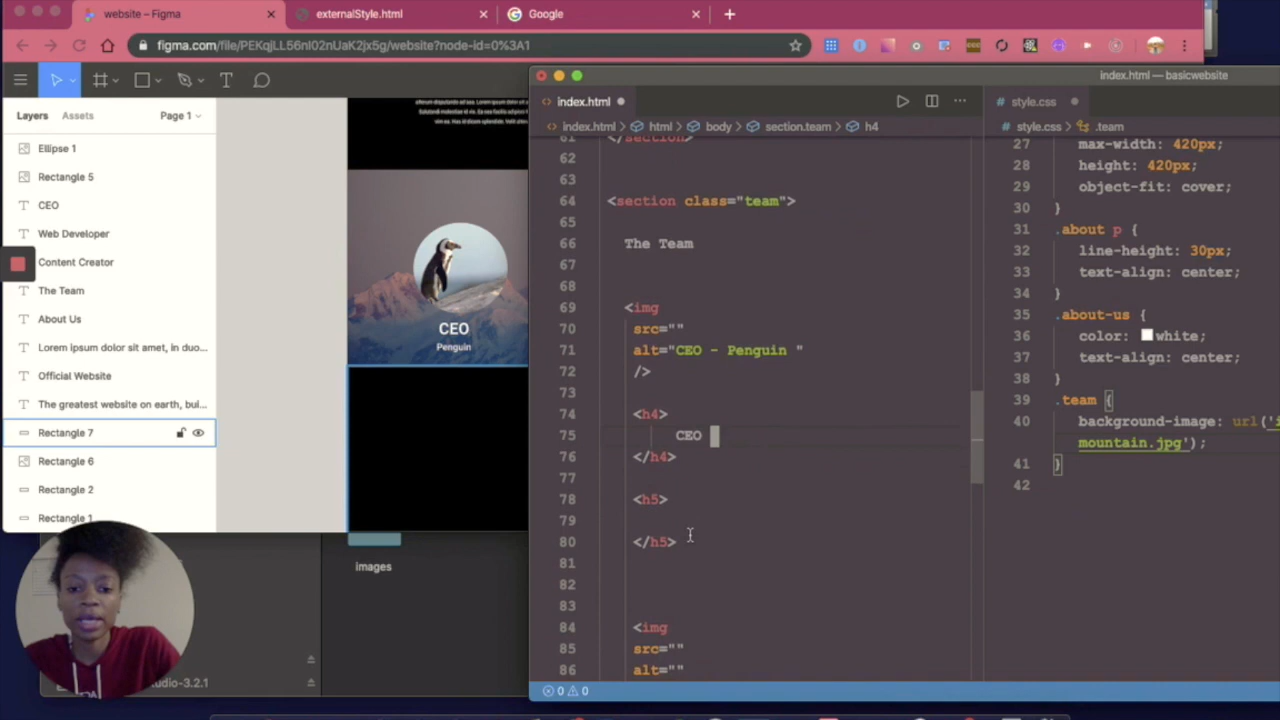 website – Figma
externalStyle.html
Google
figma.com/file/PEKqjLL56nI02nUaK2jx5g/website?node-id=0%3A1
Layers
Assets
Page 1
Ellipse 1
Rectangle 5
CEO
Web Developer
Content Creator
The Team
About Us
Lorem ipsum dolor sit amet, in duo...
Official Website
The greatest website on earth, bui...
Rectangle 7
Rectangle 6
Rectangle 2
Rectangle 1
CEO
Penguin
images
udio-3.2.1
index.html — basicwebsite
index.html
index.html > html > body > section.team > h4
61 </section>
62
63
64 <section class="team">
65
66 The Team
67
68
69 <img
70 src=""
71 alt="CEO - Penguin "
72 />
73
74 <h4>
75 CEO
76 </h4>
77
78 <h5>
79
80 </h5>
81
82
83
84 <img
85 src=""
86 alt=""
0 0
style.css
style.css > .team
27 max-width: 420px;
28 height: 420px;
29 object-fit: cover;
30 }
31 .about p {
32 line-height: 30px;
33 text-align: center;
34 }
35 .about-us {
36 color: white;
37 text-align: center;
38 }
39 .team {
40 background-image: url('i
mountain.jpg');
41 }
42